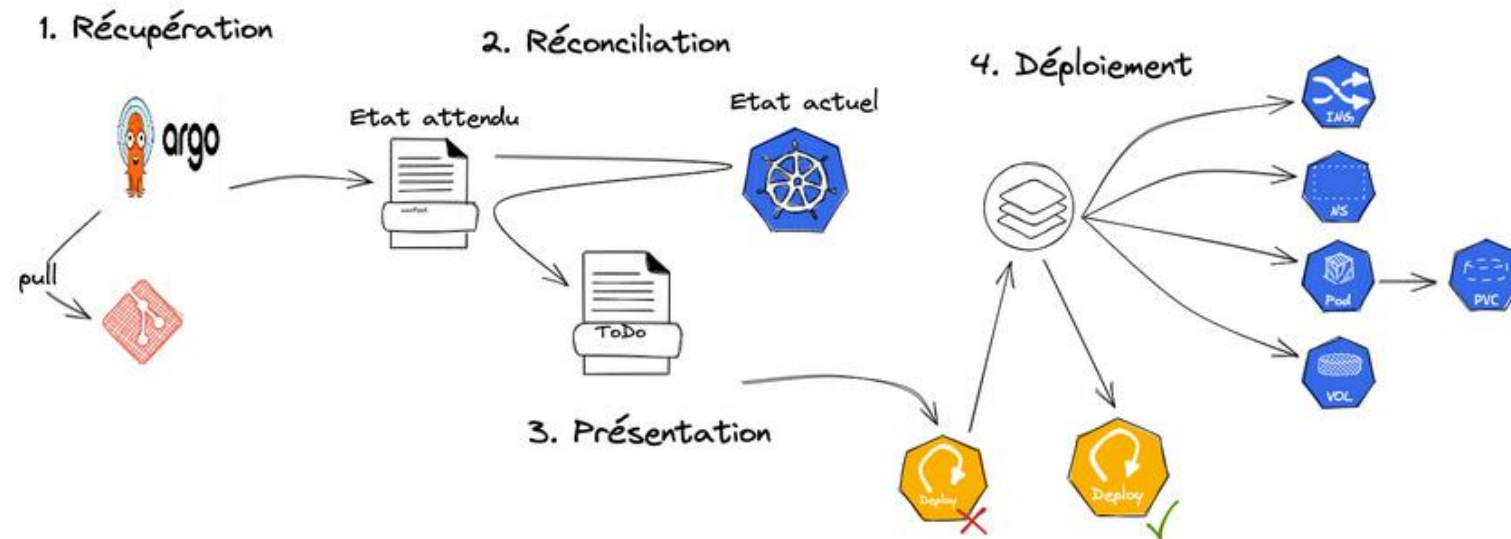 1. Récupération
2. Réconciliation
4. Déploiement
argo
Etat attendu
Etat actuel
pull
ToDo
3. Présentation
Deploy
Deploy
ING
NS
Pod
PVC
VOL